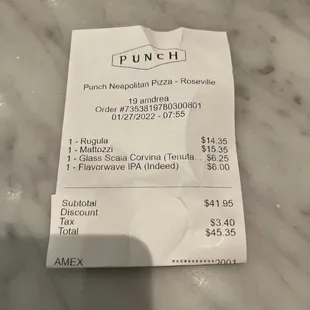 PUNCH
Punch Neapolitan Pizza - Roseville
19 amdrea
Order #7353819780300801
01/27/2022 - 07:55
1 - Rugula $14.35
1 - Mattozzi $15.35
1 - Glass Scaia Corvina (Tenuta... $6.25
1 - Flavorwave IPA (Indeed) $6.00
Subtotal $41.95
Discount
Tax $3.40
Total $45.35
AMEX ***********2001